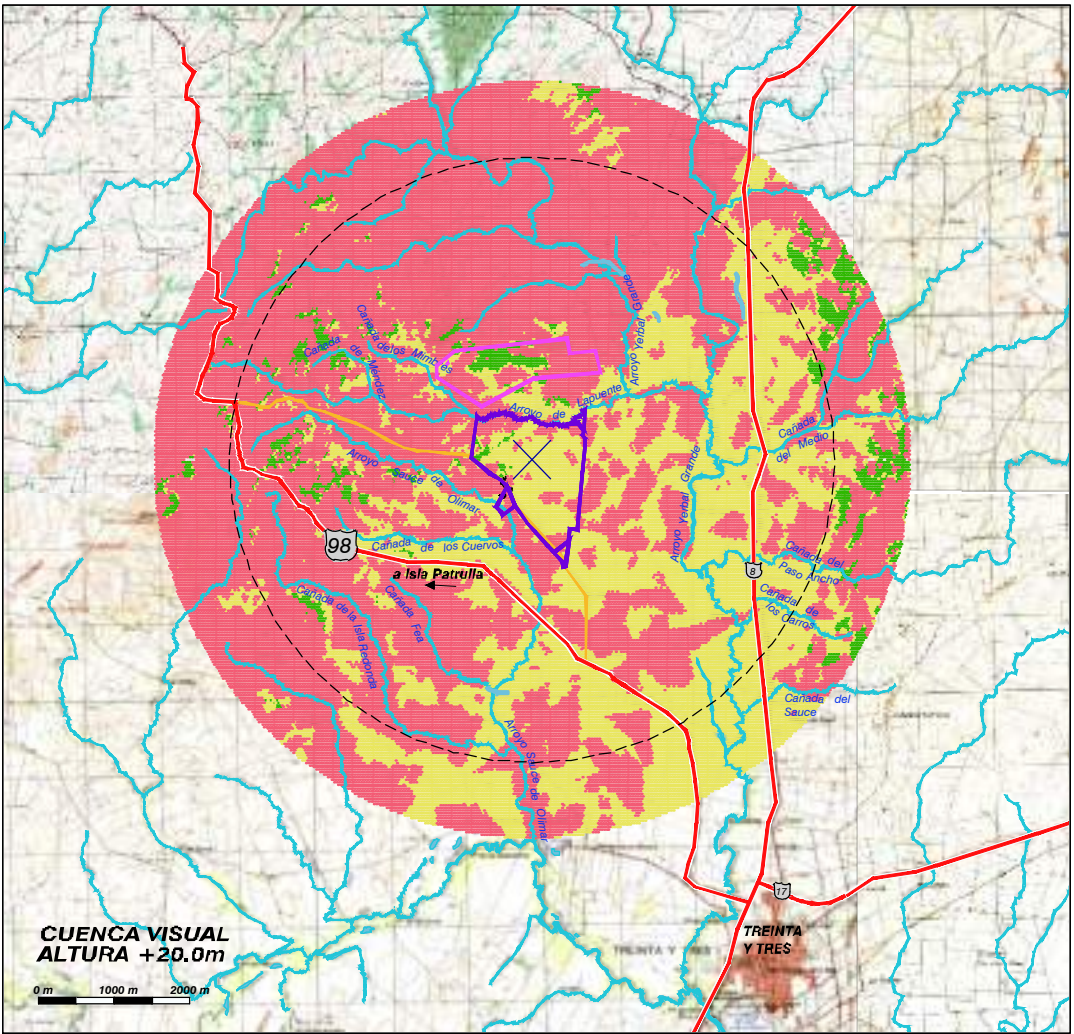 Cañada de los Mimbres
Cañada de Méndez
Arroyo Yerbal Grande
Arroyo de Lapuente
Cañada
del Medio
Arroyo Sauce de Olimar
Arroyo Yerbal Grande
98
Cañada de los Cuervos
a Isla Patrulla
8
Cañada del
Paso Ancho
Cañada de
los Carros
Cañada Fea
Cañada de la Isla Redonda
Cañada del
Sauce
Arroyo Sauce de Olimar
17
CUENCA VISUAL
ALTURA +20.0m
TREINTA
Y TRES
TREINTA Y TRES
0 m 1000 m 2000 m